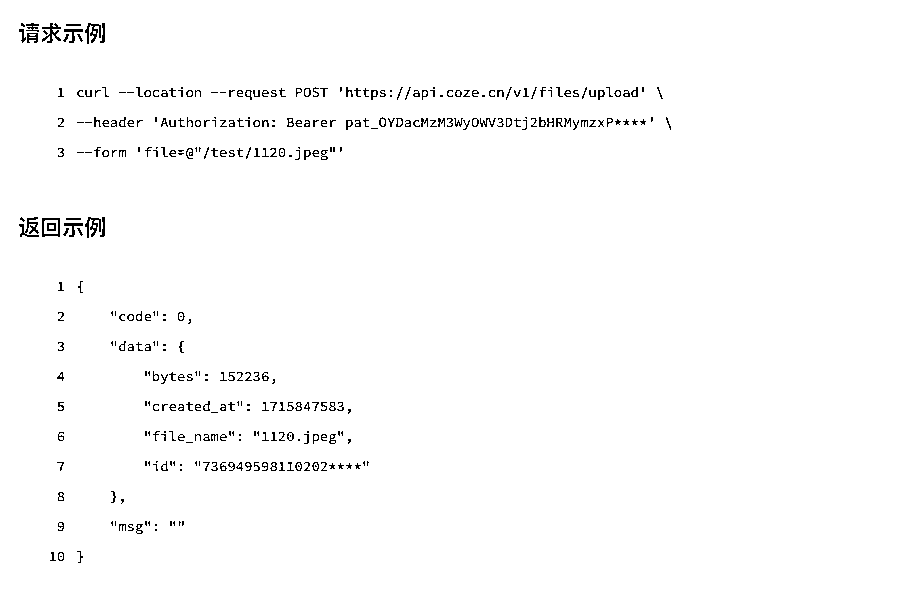 请求示例
1 curl --location --request POST 'https://api.coze.cn/v1/files/upload' \
2 --header 'Authorization: Bearer pat_OYDacMzM3WyOWV3Dtj2bHRMymzxP****' \
3 --form 'file=@"/test/1120.jpeg"'
返回示例
1 {
2     "code": 0,
3     "data": {
4         "bytes": 152236,
5         "created_at": 1715847583,
6         "file_name": "1120.jpeg",
7         "id": "736949598110202****"
8     },
9     "msg": ""
10 }